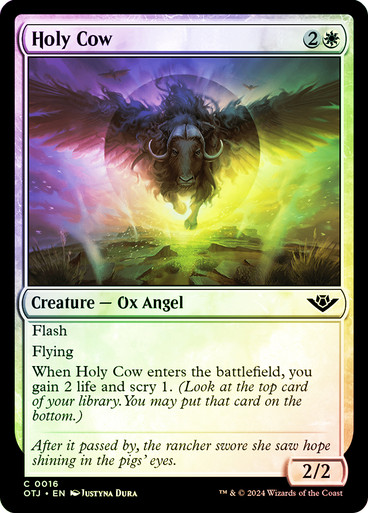 Holy Cow 2
Creature — Ox Angel
Flash
Flying
When Holy Cow enters the battlefield, you
gain 2 life and scry 1. (Look at the top card
of your library. You may put that card on the
bottom.)
After it passed by, the rancher swore she saw hope
shining in the pigs' eyes.
2/2
C 0016
OTJ • EN Justyna Dura
™ & © 2024 Wizards of the Coast